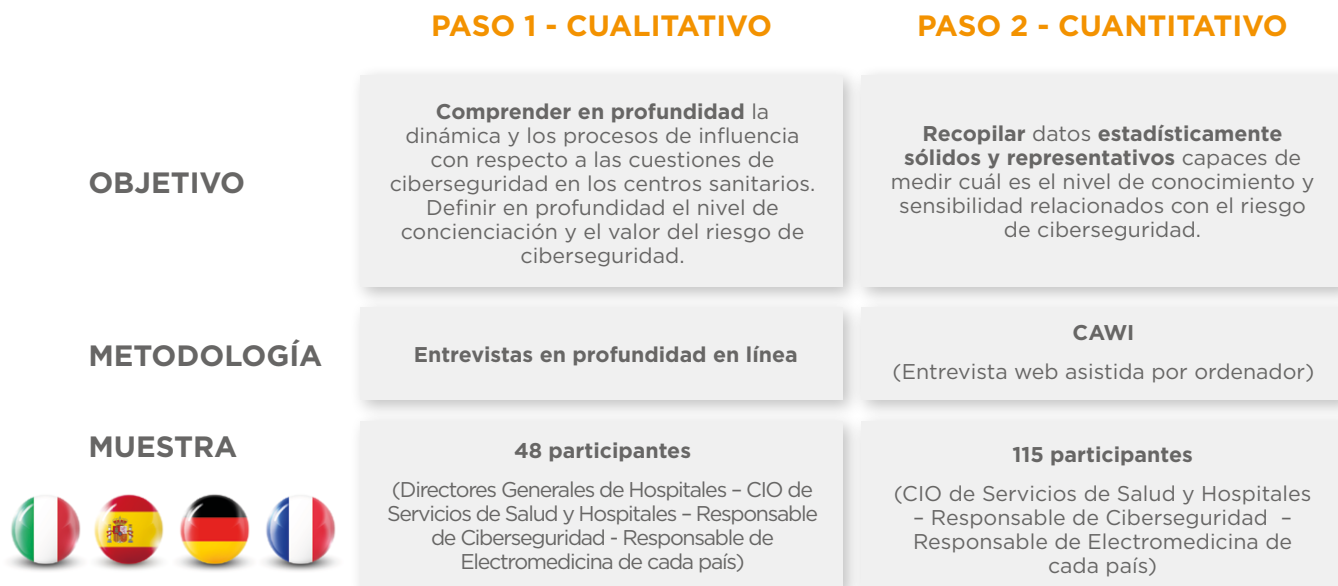 PASO 1 - CUALITATIVO
PASO 2 - CUANTITATIVO
OBJETIVO
Comprender en profundidad la
dinámica y los procesos de influencia
con respecto a las cuestiones de
ciberseguridad en los centros sanitarios.
Definir en profundidad el nivel de
concienciación y el valor del riesgo de
ciberseguridad.
Recopilar datos estadísticamente
sólidos y representativos capaces de
medir cuál es el nivel de conocimiento y
sensibilidad relacionados con el riesgo
de ciberseguridad.
METODOLOGÍA
Entrevistas en profundidad en línea
CAWI
(Entrevista web asistida por ordenador)
MUESTRA
48 participantes
(Directores Generales de Hospitales – CIO de
Servicios de Salud y Hospitales – Responsable
de Ciberseguridad - Responsable de
Electromedicina de cada país)
115 participantes
(CIO de Servicios de Salud y Hospitales
– Responsable de Ciberseguridad –
Responsable de Electromedicina de
cada país)